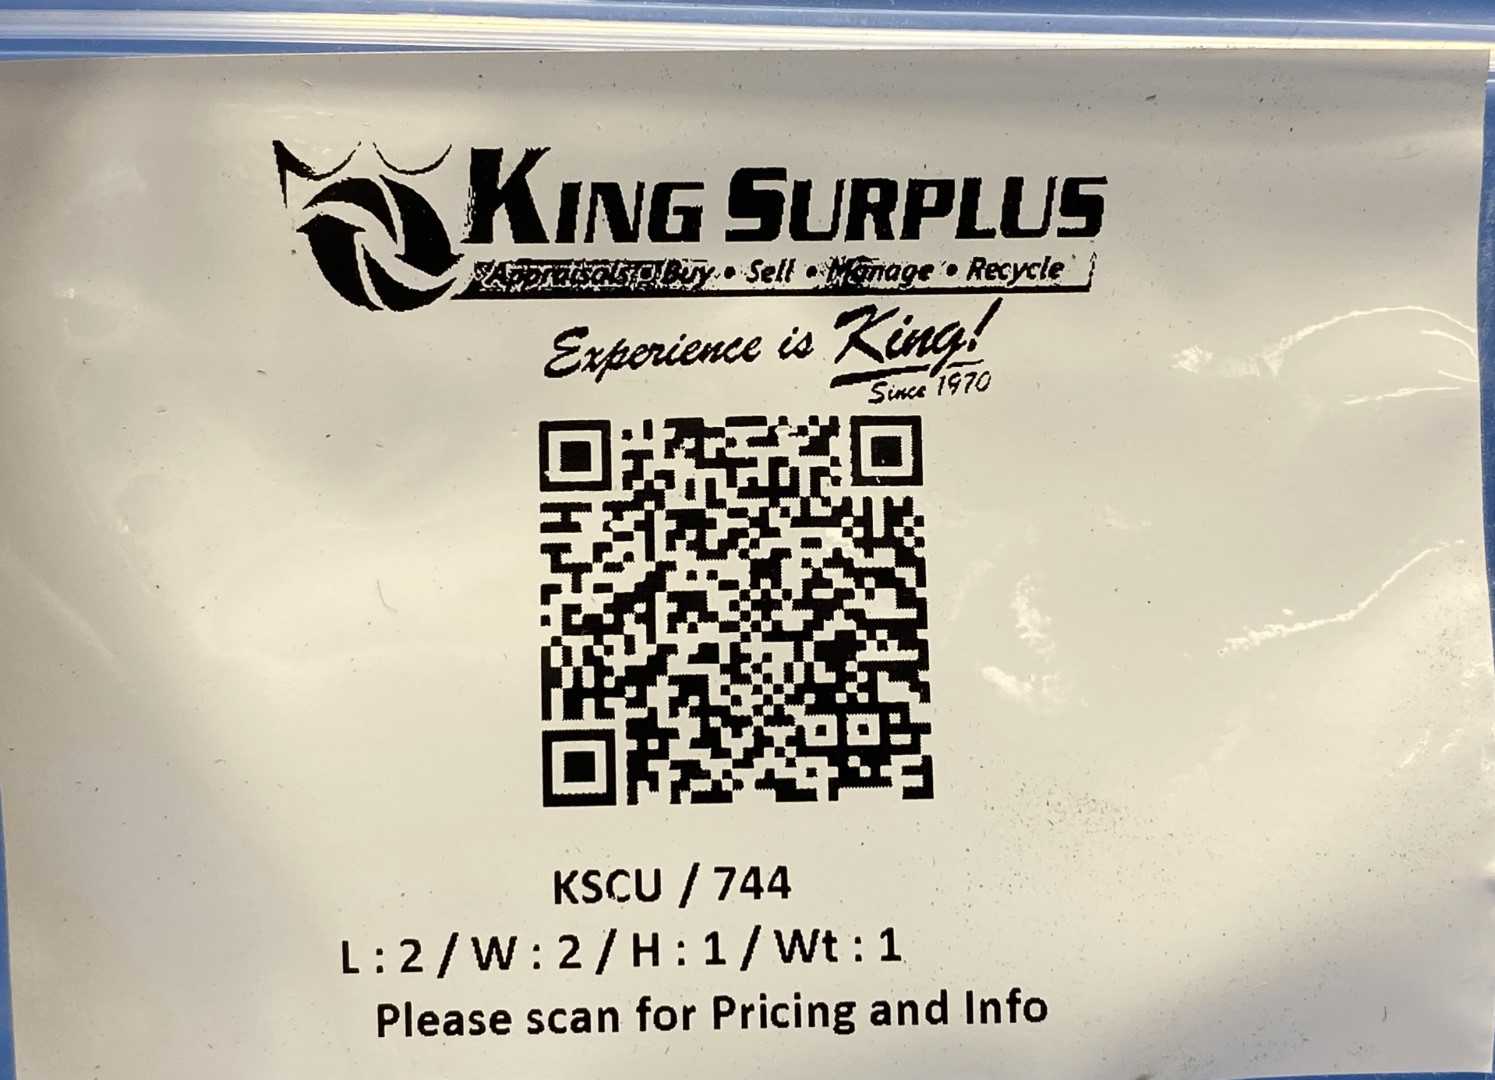 KING SURPLUS
Appraisals • Buy • Sell • Manage • Recycle
Experience is King!
Since 1970
KSCU / 744
L : 2 / W : 2 / H : 1 / Wt : 1
Please scan for Pricing and Info